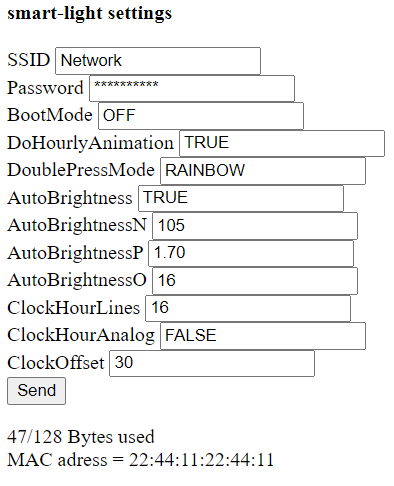 smart-light settings
SSID Network
Password **********
BootMode OFF
DoHourlyAnimation TRUE
DoublePressMode RAINBOW
AutoBrightness TRUE
AutoBrightnessN 105
AutoBrightnessP 1.70
AutoBrightnessO 16
ClockHourLines 16
ClockHourAnalog FALSE
ClockOffset 30
Send
47/128 Bytes used
MAC adress = 22:44:11:22:44:11